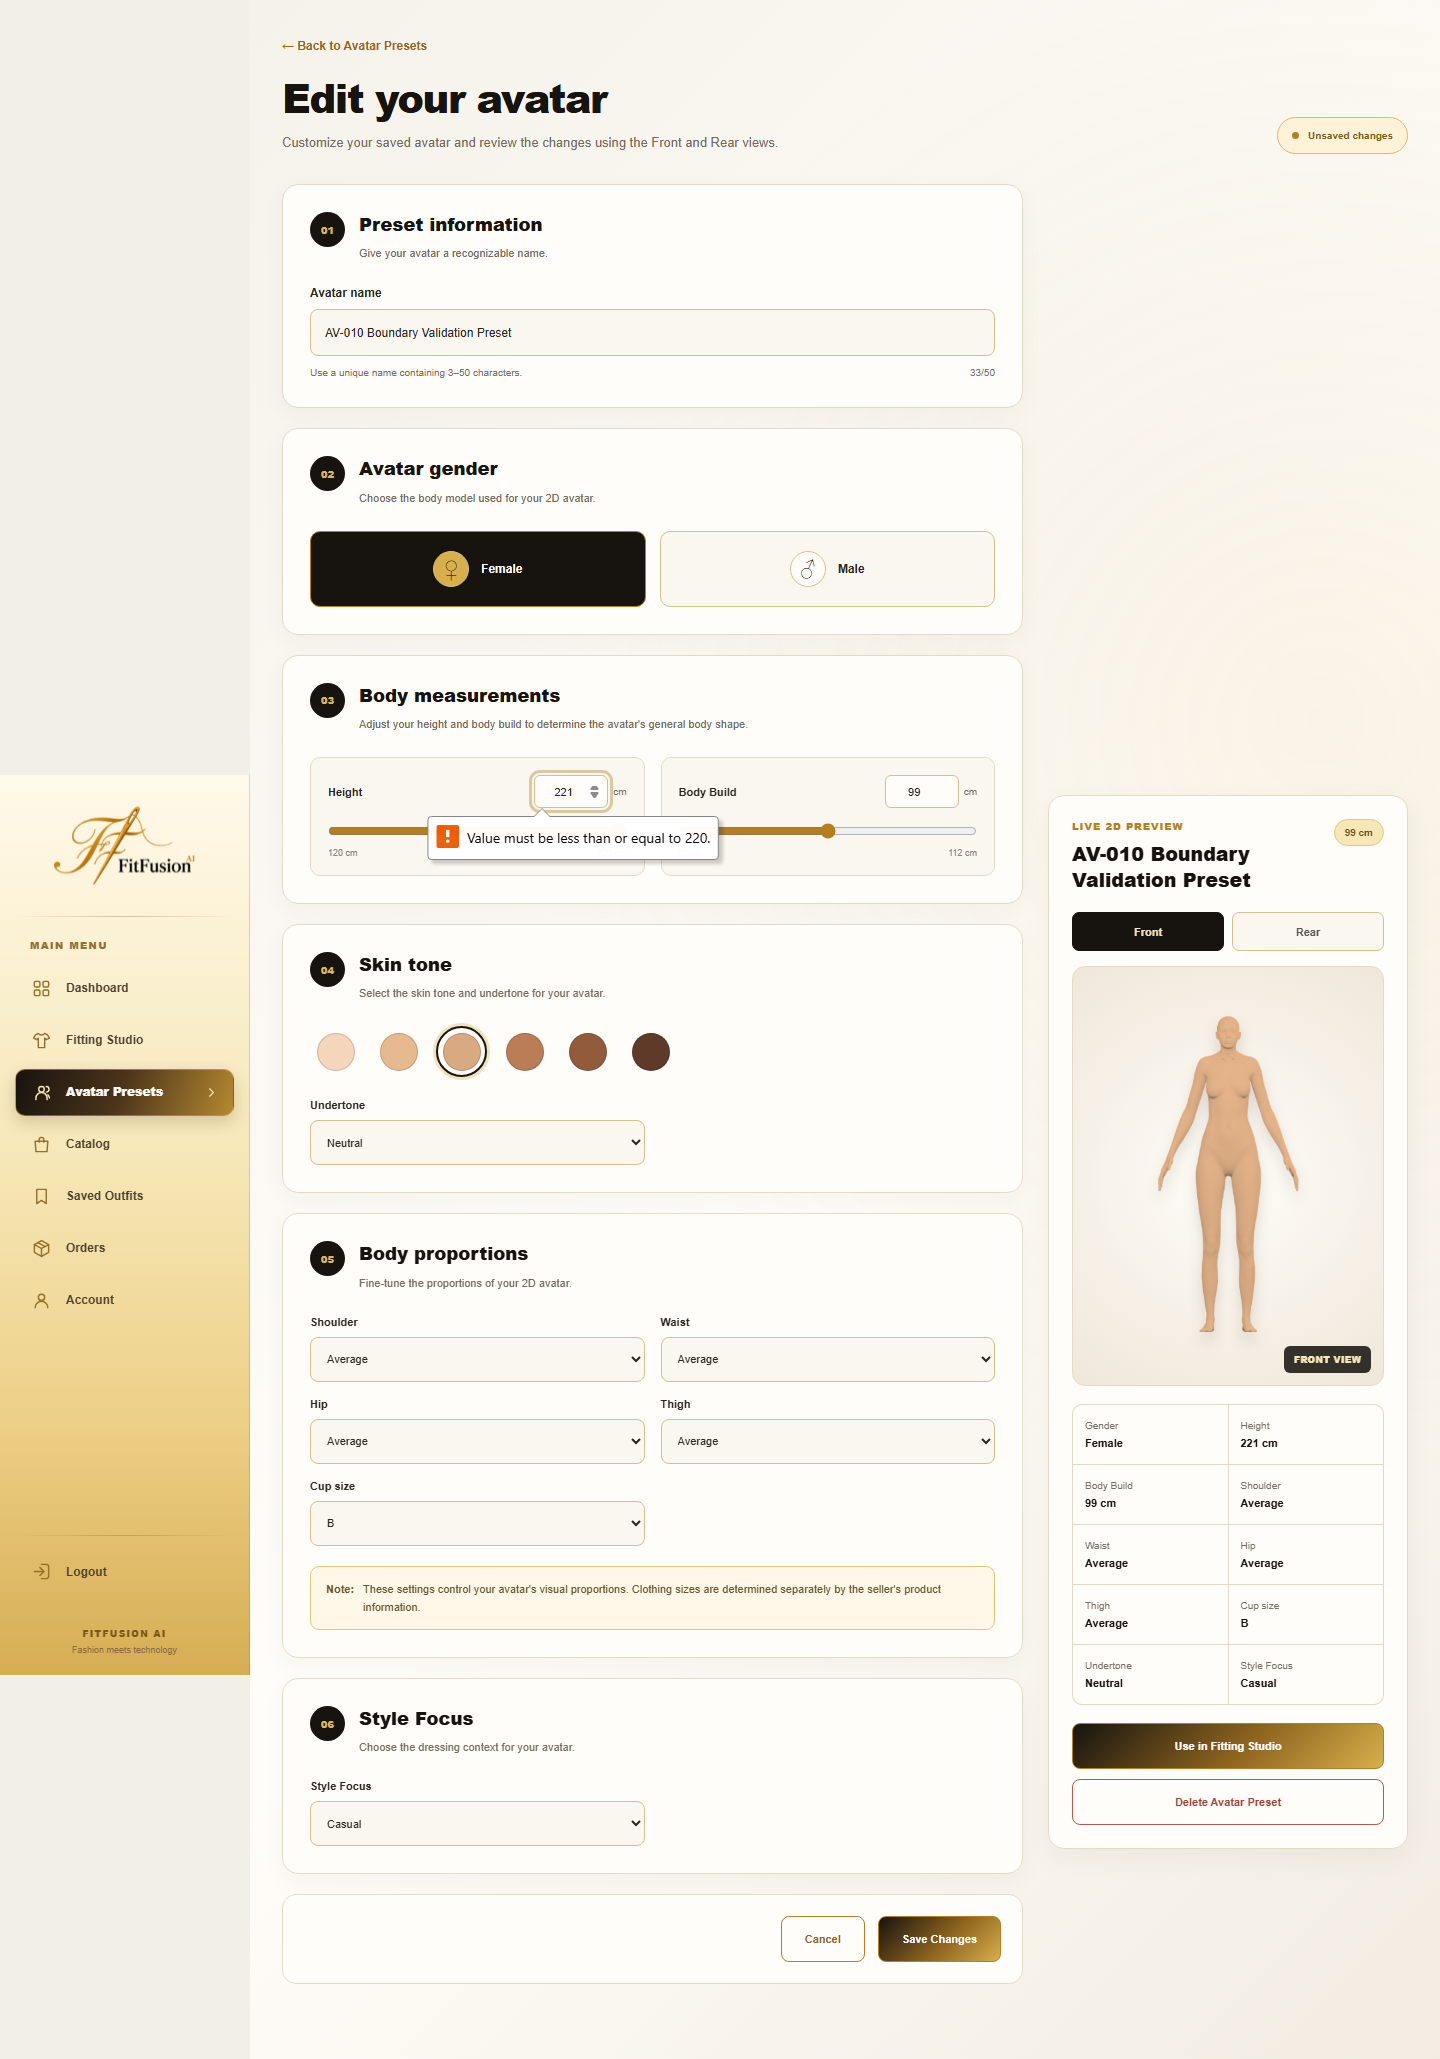 ← Back to Avatar Presets
Edit your avatar
Customize your saved avatar and review the changes using the Front and Rear views.
Unsaved changes
01
Preset information
Give your avatar a recognizable name.
Avatar name
AV-010 Boundary Validation Preset
Use a unique name containing 3–50 characters.
33/50
02
Avatar gender
Choose the body model used for your 2D avatar.
Female
Male
03
Body measurements
Adjust your height and body build to determine the avatar's general body shape.
Height
221
cm
Body Build
99
cm
Value must be less than or equal to 220.
120 cm
112 cm
04
Skin tone
Select the skin tone and undertone for your avatar.
Undertone
Neutral
05
Body proportions
Fine-tune the proportions of your 2D avatar.
Shoulder
Average
Waist
Average
Hip
Average
Thigh
Average
Cup size
B
Note: These settings control your avatar's visual proportions. Clothing sizes are determined separately by the seller's product
information.
06
Style Focus
Choose the dressing context for your avatar.
Style Focus
Casual
Cancel
Save Changes
FitFusion AI
MAIN MENU
Dashboard
Fitting Studio
Avatar Presets
Catalog
Saved Outfits
Orders
Account
Logout
FITFUSION AI
Fashion meets technology
LIVE 2D PREVIEW
99 cm
AV-010 Boundary
Validation Preset
Front
Rear
FRONT VIEW
Gender
Female
Height
221 cm
Body Build
99 cm
Shoulder
Average
Waist
Average
Hip
Average
Thigh
Average
Cup size
B
Undertone
Neutral
Style Focus
Casual
Use in Fitting Studio
Delete Avatar Preset